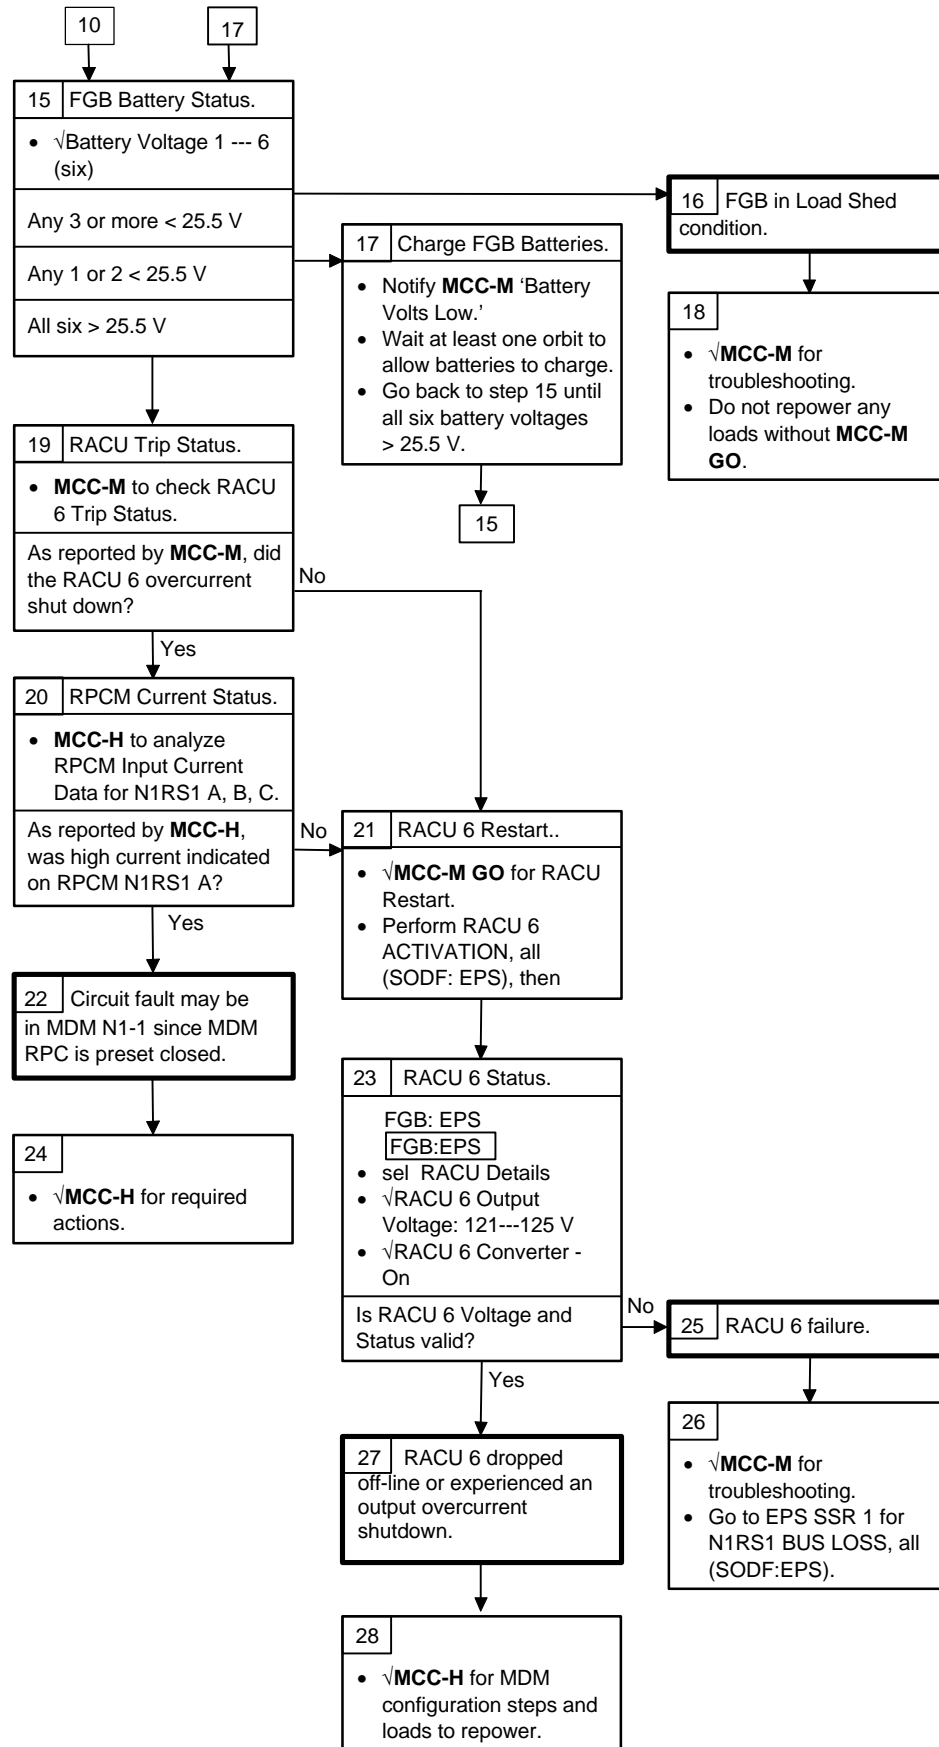 10
17
15 FGB Battery Status.
• √Battery Voltage 1 --- 6
(six)
Any 3 or more < 25.5 V
Any 1 or 2 < 25.5 V
All six > 25.5 V
16 FGB in Load Shed
condition.
17 Charge FGB Batteries.
• Notify MCC-M ‘Battery
Volts Low.’
• Wait at least one orbit to
allow batteries to charge.
• Go back to step 15 until
all six battery voltages
> 25.5 V.
15
18
• √MCC-M for
troubleshooting.
• Do not repower any
loads without MCC-M
GO.
19 RACU Trip Status.
• MCC-M to check RACU
6 Trip Status.
As reported by MCC-M, did
the RACU 6 overcurrent
shut down?
No
Yes
20 RPCM Current Status.
• MCC-H to analyze
RPCM Input Current
Data for N1RS1 A, B, C.
As reported by MCC-H,
was high current indicated
on RPCM N1RS1 A?
No
Yes
21 RACU 6 Restart..
• √MCC-M GO for RACU
Restart.
• Perform RACU 6
ACTIVATION, all
(SODF: EPS), then
22 Circuit fault may be
in MDM N1-1 since MDM
RPC is preset closed.
23 RACU 6 Status.
FGB: EPS
FGB:EPS
• sel RACU Details
• √RACU 6 Output
Voltage: 121---125 V
• √RACU 6 Converter -
On
Is RACU 6 Voltage and
Status valid?
No
Yes
24
• √MCC-H for required
actions.
25 RACU 6 failure.
26
• √MCC-M for
troubleshooting.
• Go to EPS SSR 1 for
N1RS1 BUS LOSS, all
(SODF:EPS).
27 RACU 6 dropped
off-line or experienced an
output overcurrent
shutdown.
28
• √MCC-H for MDM
configuration steps and
loads to repower.